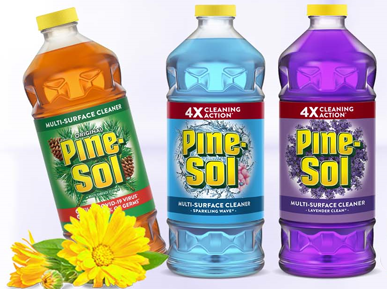 MULTI-SURFACE CLEANER
ORIGINAL
Pine-
Sol
COVID-19 VIRUS
OF GERMS
4X CLEANING
ACTION
Pine-
Sol
MULTI-SURFACE CLEANER
- SPARKLING WAVE -
4X CLEANING
ACTION
Pine-
Sol
MULTI-SURFACE CLEANER
- LAVENDER CLEAN -